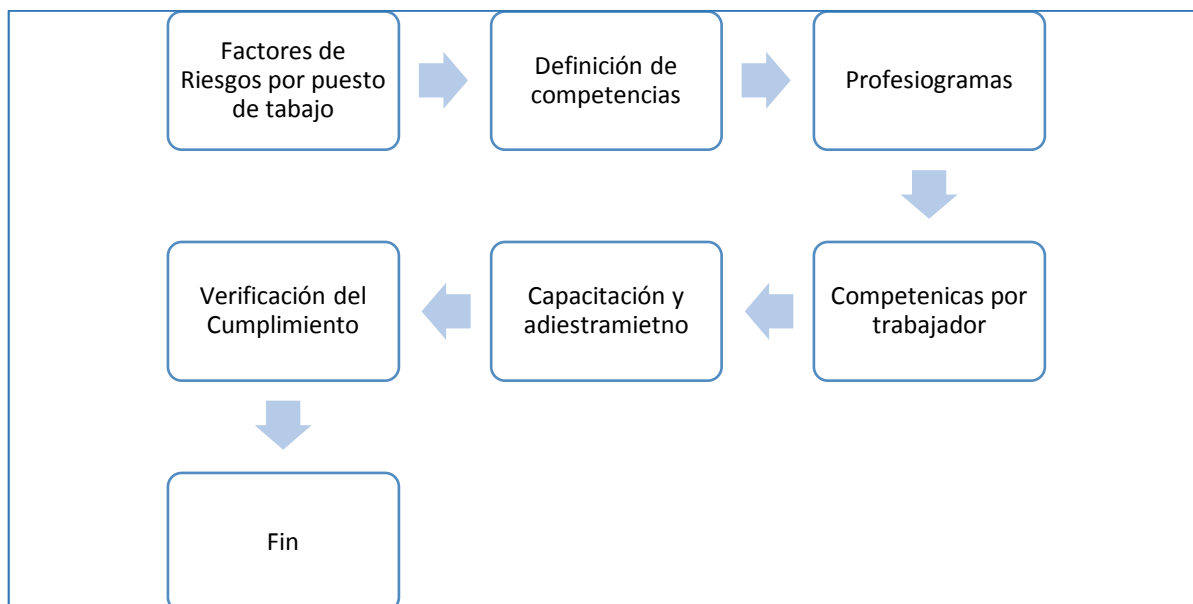 Factores de
Riesgos por puesto
de tabajo
Definición de
competencias
Profesiogramas
Competenicas por
trabajador
Capacitación y
adiestramietno
Verificación del
Cumplimiento
Fin